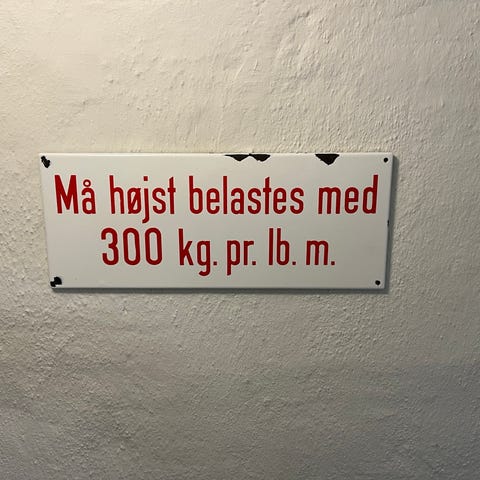 Må højst belastes med
300 kg. pr. lb. m.